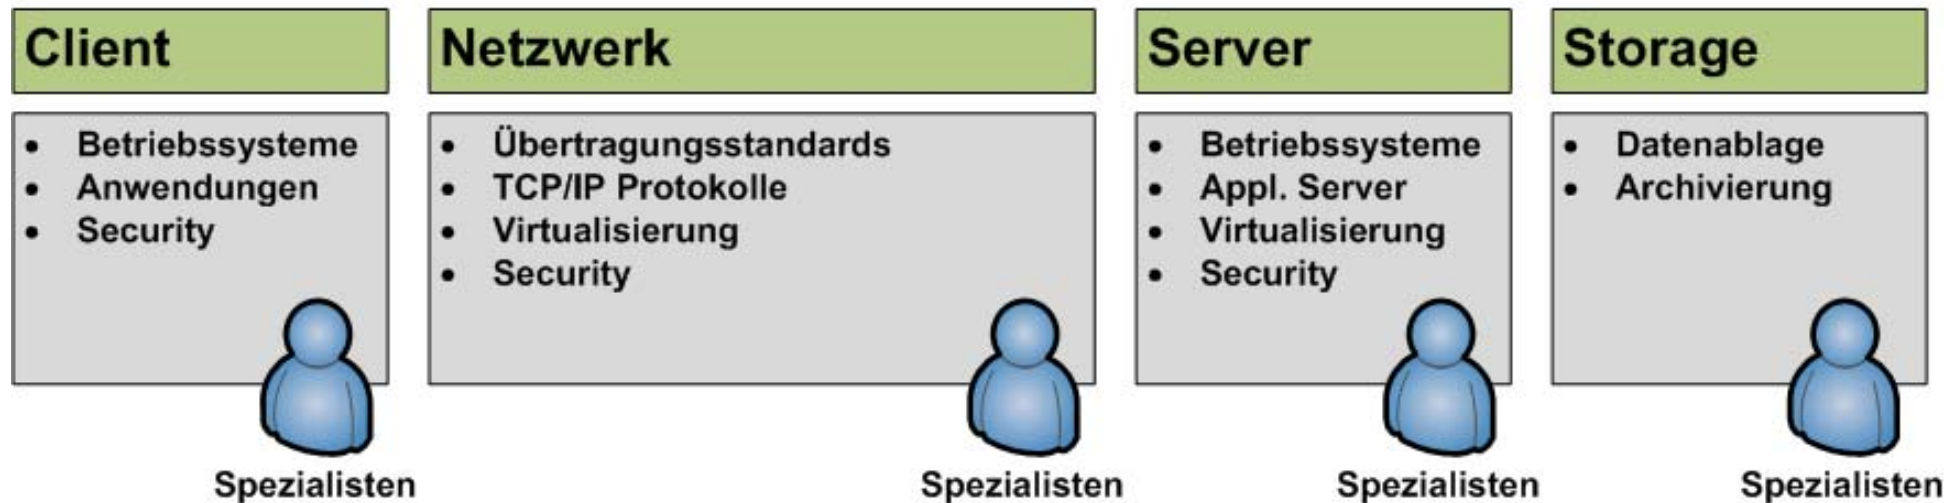 Client
Betriebssysteme
Anwendungen
Security
Spezialisten
Netzwerk
Übertragungsstandards
TCP/IP Protokolle
Virtualisierung
Security
Spezialisten
Server
Betriebssysteme
Appl. Server
Virtualisierung
Security
Spezialisten
Storage
Datenablage
Archivierung
Spezialisten